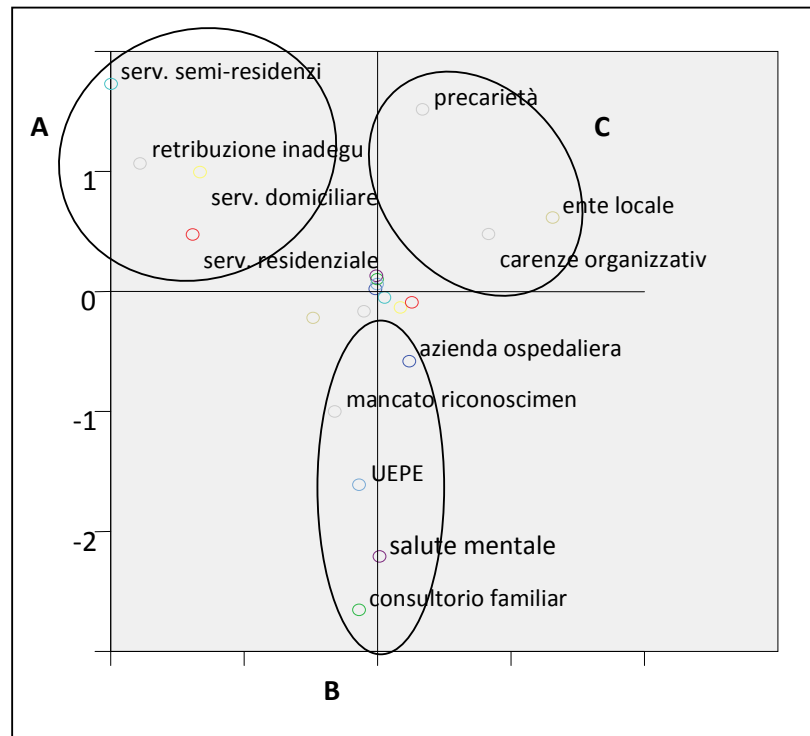 serv. semi-residenzi
precarietà
A
C
retribuzione inadegu
1
serv. domiciliare
ente locale
serv. residenziale
carenze organizzativ
0
azienda ospedaliera
mancato riconoscimen
-1
UEPE
-2
salute mentale
consultorio familiar
B